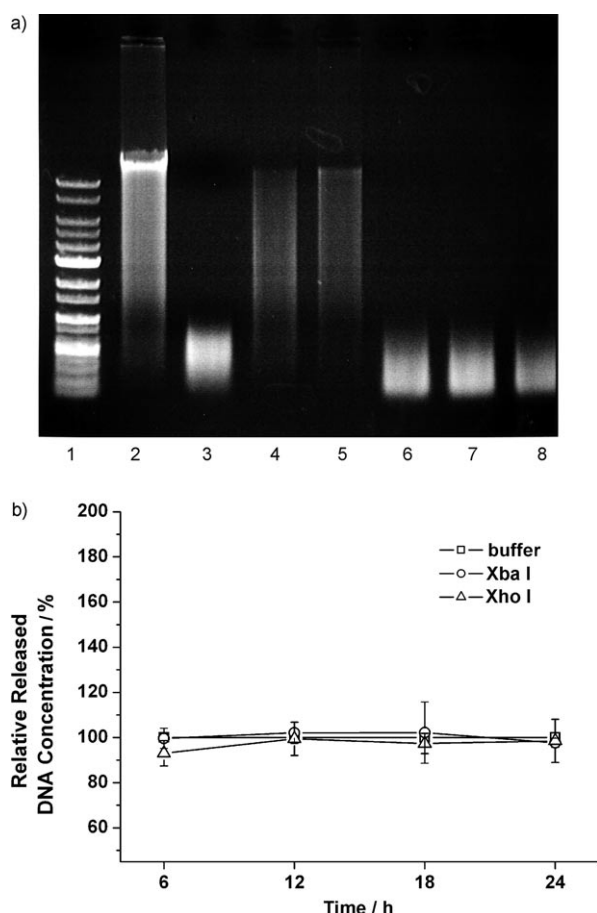 a)
1 2 3 4 5 6 7 8
b)
200
180
160
140
120
100
80
60
Relative Released
DNA Concentration / %
buffer
Xba I
Xho I
6 12 18 24
Time / h